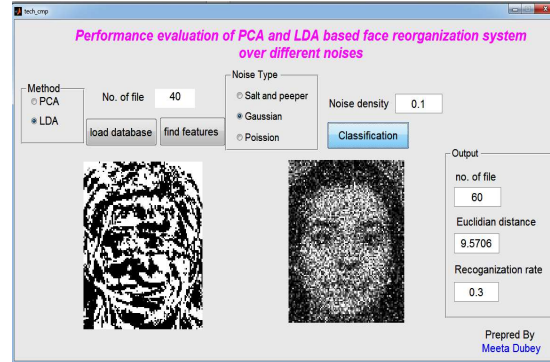 tech_cmp
Performance evaluation of PCA and LDA based face reorganization system
over different noises
Method
PCA
LDA
No. of file 40
load database find features
Noise Type
Salt and peeper
Gaussian
Poission
Noise density 0.1
Classification
Output
no. of file
60
Euclidian distance
9.5706
Recoganization rate
0.3
Prepred By
Meeta Dubey